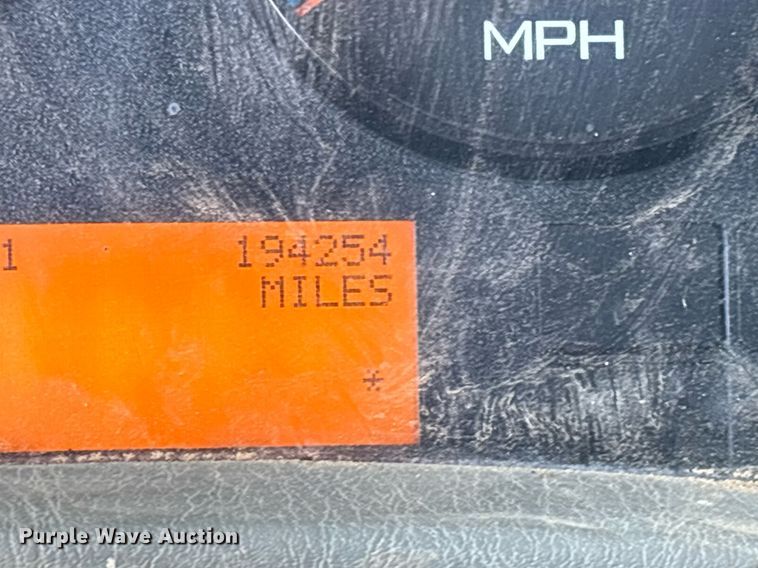 MPH
1 194254
MILES
*
Purple Wave Auction